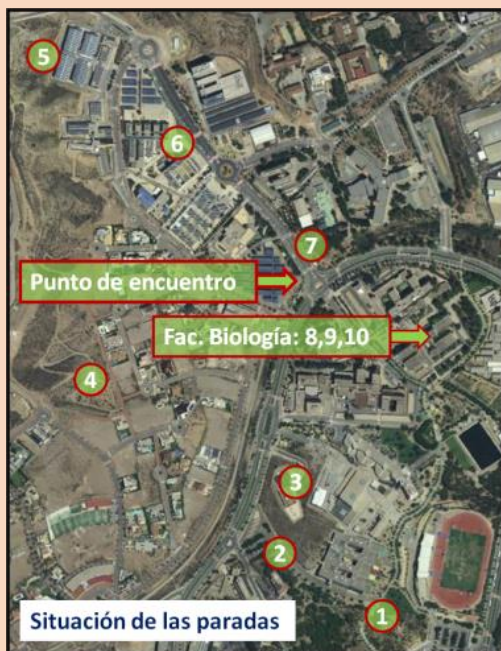 5
6
7
Punto de encuentro
Fac. Biología: 8,9,10
4
3
2
1
Situación de las paradas